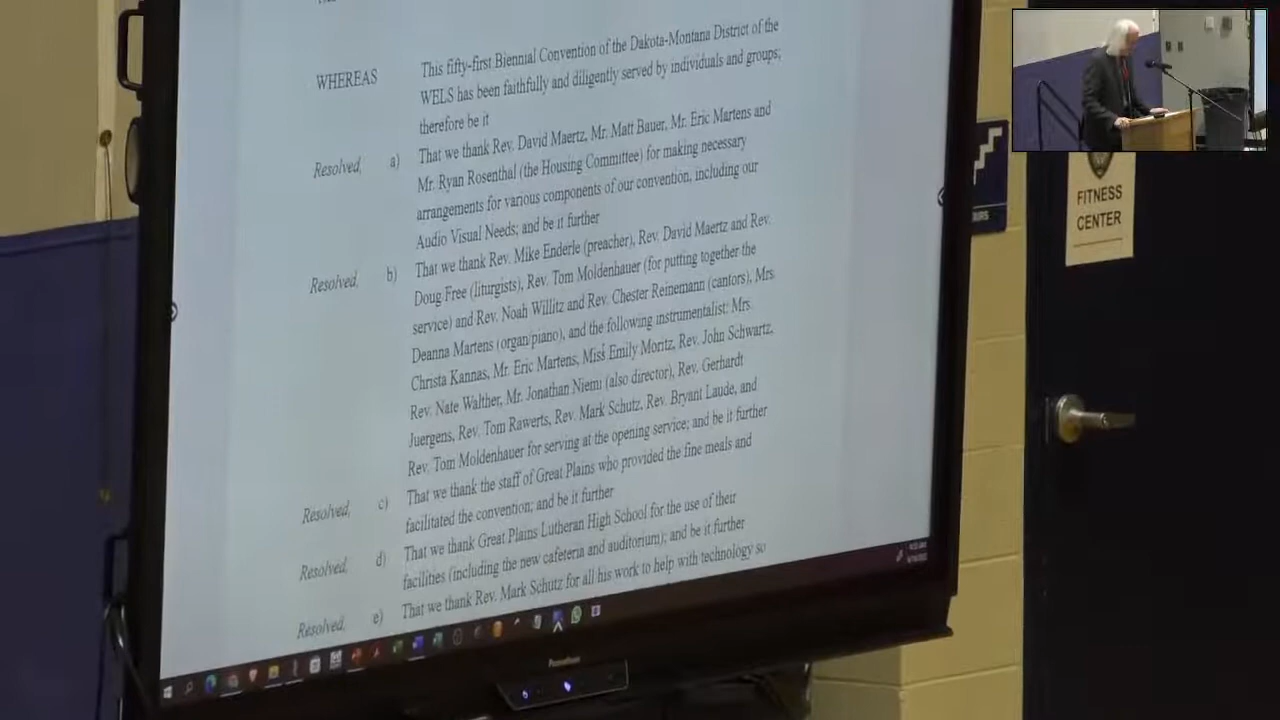 This fifty-first Biennial Convention of the Dakota-Montana District of the
WHEREAS WELS has been faithfully and diligently served by individuals and groups;
therefore be it
Resolved, a) That we thank Rev. David Maertz, Mr. Matt Bauer, Mr. Eric Martens and
Mr. Ryan Rosenthal (the Housing Committee) for making necessary
arrangements for various components of our convention, including our
Audio Visual Needs; and be it further
Resolved, b) That we thank Rev. Mike Enderle (preacher), Rev. David Maertz and Rev.
Doug Free (liturgists), Rev. Tom Moldenhauer (for putting together the
service) and Rev. Noah Willitz and Rev. Chester Reinemann (cantors), Mrs.
Deanna Martens (organ/piano), and the following instrumentalist: Mrs.
Christa Kannas, Mr. Eric Martens, Miss Emily Moritz, Rev. John Schwartz,
Rev. Nate Walther, Mr. Jonathan Niemi (also director), Rev. Gerhardt
Juergens, Rev. Tom Rawerts, Rev. Mark Schutz, Rev. Bryant Laude, and
Rev. Tom Moldenhauer for serving at the opening service; and be it further
Resolved, c) That we thank the staff of Great Plains who provided the fine meals and
facilitated the convention; and be it further
Resolved, d) That we thank Great Plains Lutheran High School for the use of their
facilities (including the new cafeteria and auditorium); and be it further
Resolved, e) That we thank Rev. Mark Schutz for all his work to help with technology so
Promethean
FITNESS
CENTER